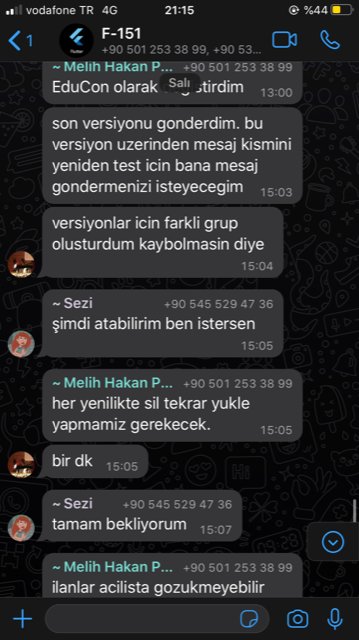 vodafone TR 4G
21:15
%44
1
F-151
+90 501 253 38 99, +90 53...
~ Melih Hakan P... +90 501 253 38 99
EduCon olarak
13:00
Salı
son versiyonu gonderdim. bu
versiyon uzerinden mesaj kismini
yeniden test icin bana mesaj
gondermenizi isteyecegim
15:03
versiyonlar icin farkli grup
olusturdum kaybolmasin diye
15:04
~ Sezi +90 545 529 47 36
şimdi atabilirim ben istersen
15:05
~ Melih Hakan P... +90 501 253 38 99
her yenilikte sil tekrar yukle
yapmamiz gerekecek.
15:05
bir dk 15:05
~ Sezi +90 545 529 47 36
tamam bekliyorum 15:07
~ Melih Hakan P... +90 501 253 38 99
ilanlar acilista gozukmeyebilir